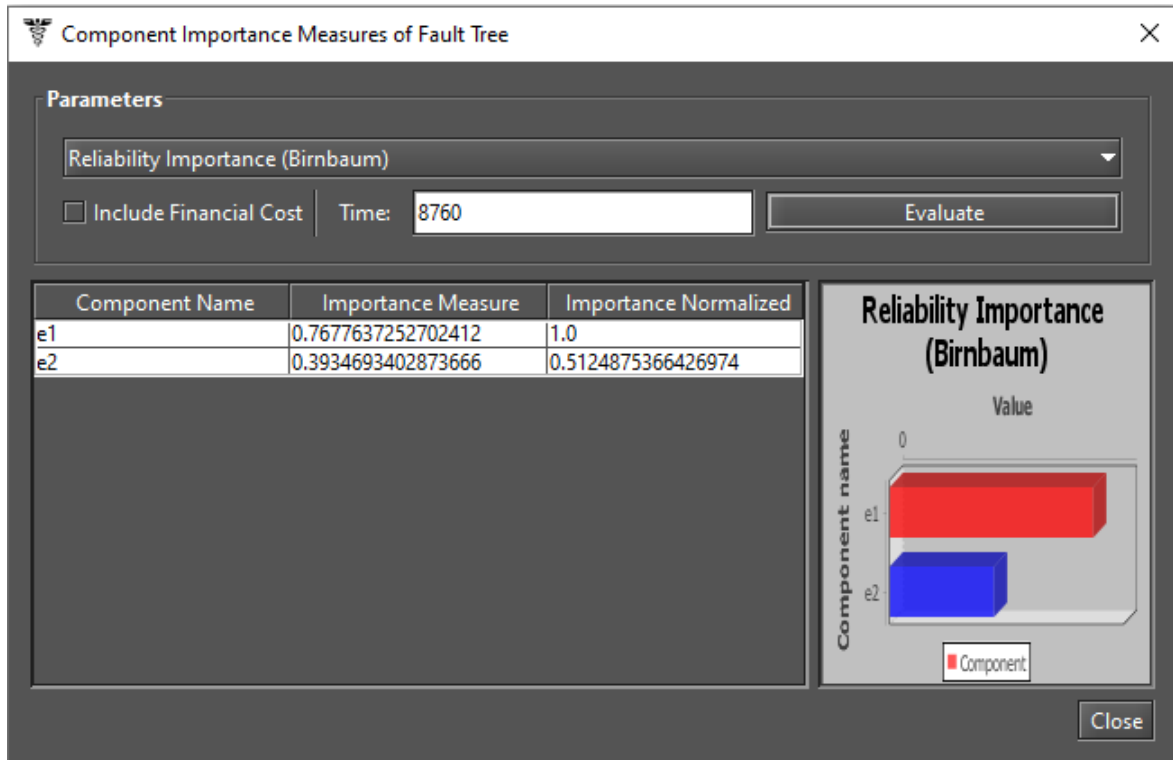 Component Importance Measures of Fault Tree
Parameters
Reliability Importance (Birnbaum)
Include Financial Cost Time: 8760 Evaluate
Component Name Importance Measure Importance Normalized
e1 0.7677637252702412 1.0
e2 0.3934693402873666 0.5124875366426974
Reliability Importance
(Birnbaum)
Value
0
Component name
e1
e2
Component
Close